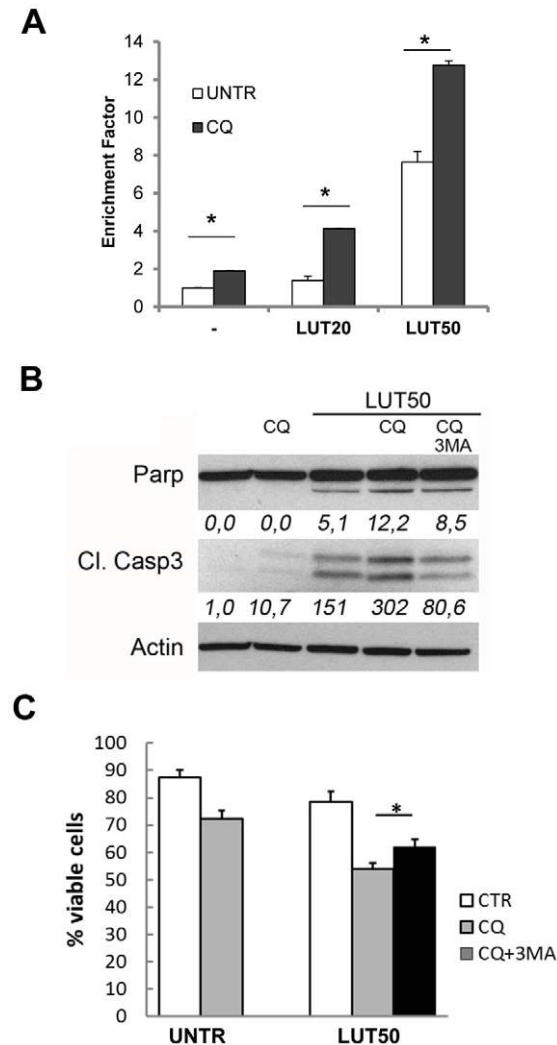 A
14
12
10
8
6
4
2
0
Enrichment Factor
UNTR
CQ
*
*
*
- LUT20 LUT50
B
LUT50
CQ CQ CQ
3MA
Parp
0,0 0,0 5,1 12,2 8,5
Cl. Casp3
1,0 10,7 151 302 80,6
Actin
C
100
90
80
70
60
50
40
30
20
10
0
% viable cells
*
CTR
CQ
CQ+3MA
UNTR LUT50